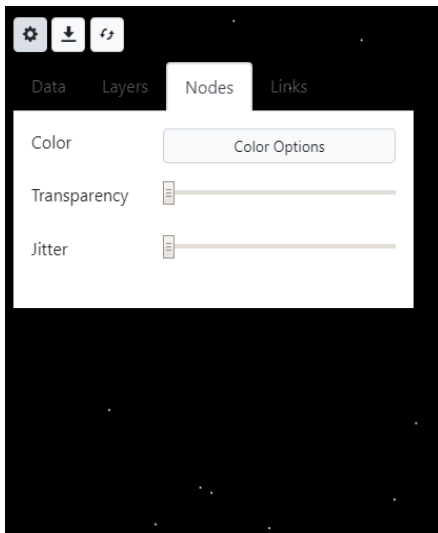 Data Layers Nodes Links
Color Color Options
Transparency
Jitter